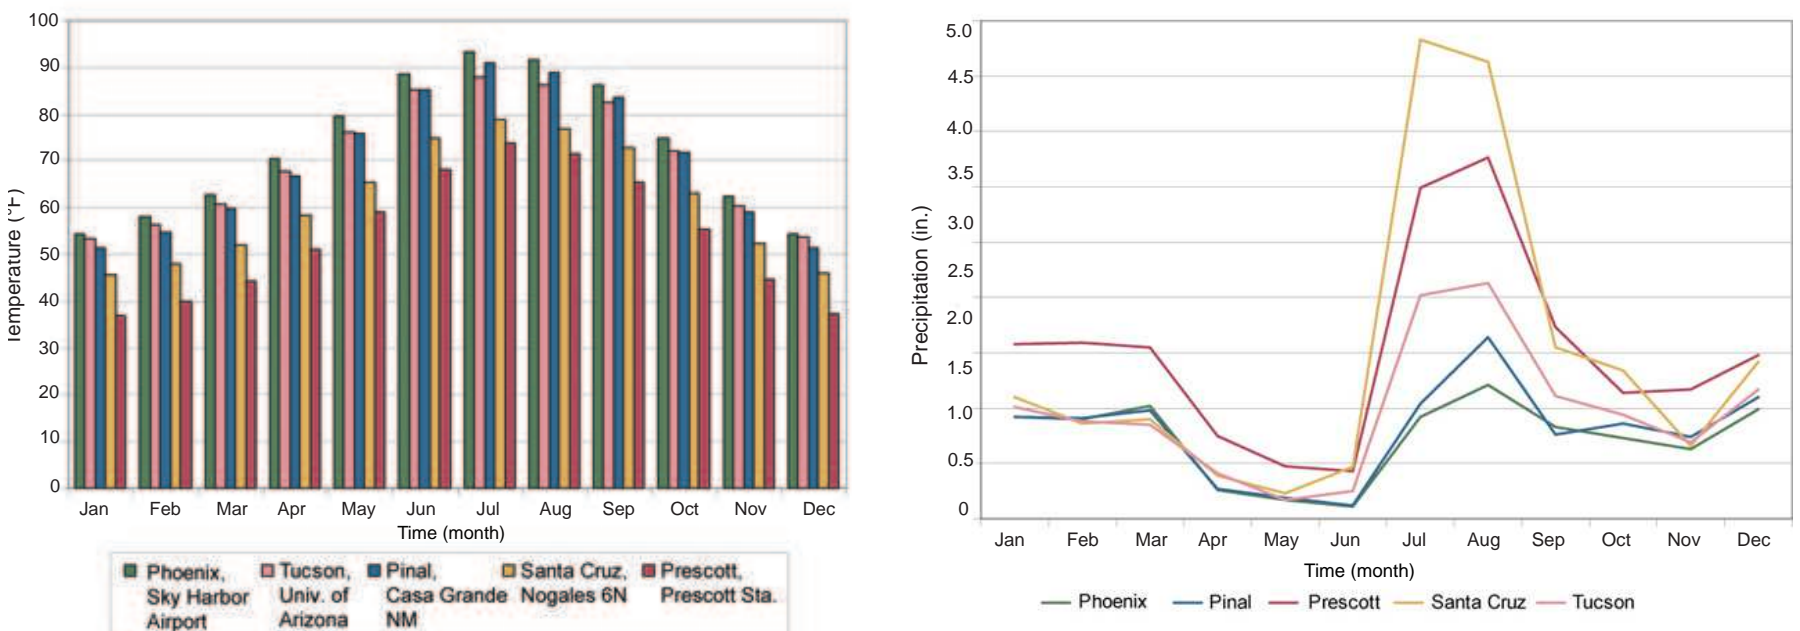 100
90
80
70
60
50
40
30
20
10
0
Temperature (°F)
Jan Feb Mar Apr May Jun Jul Aug Sep Oct Nov Dec
Time (month)
Phoenix, Sky Harbor Airport
Tucson, Univ. of Arizona
Pinal, Casa Grande NM
Santa Cruz, Nogales 6N
Prescott, Prescott Sta.
5.0
4.5
4.0
3.5
3.0
2.5
2.0
1.5
1.0
0.5
0
Precipitation (in.)
Jan Feb Mar Apr May Jun Jul Aug Sep Oct Nov Dec
Time (month)
Phoenix Pinal Prescott Santa Cruz Tucson